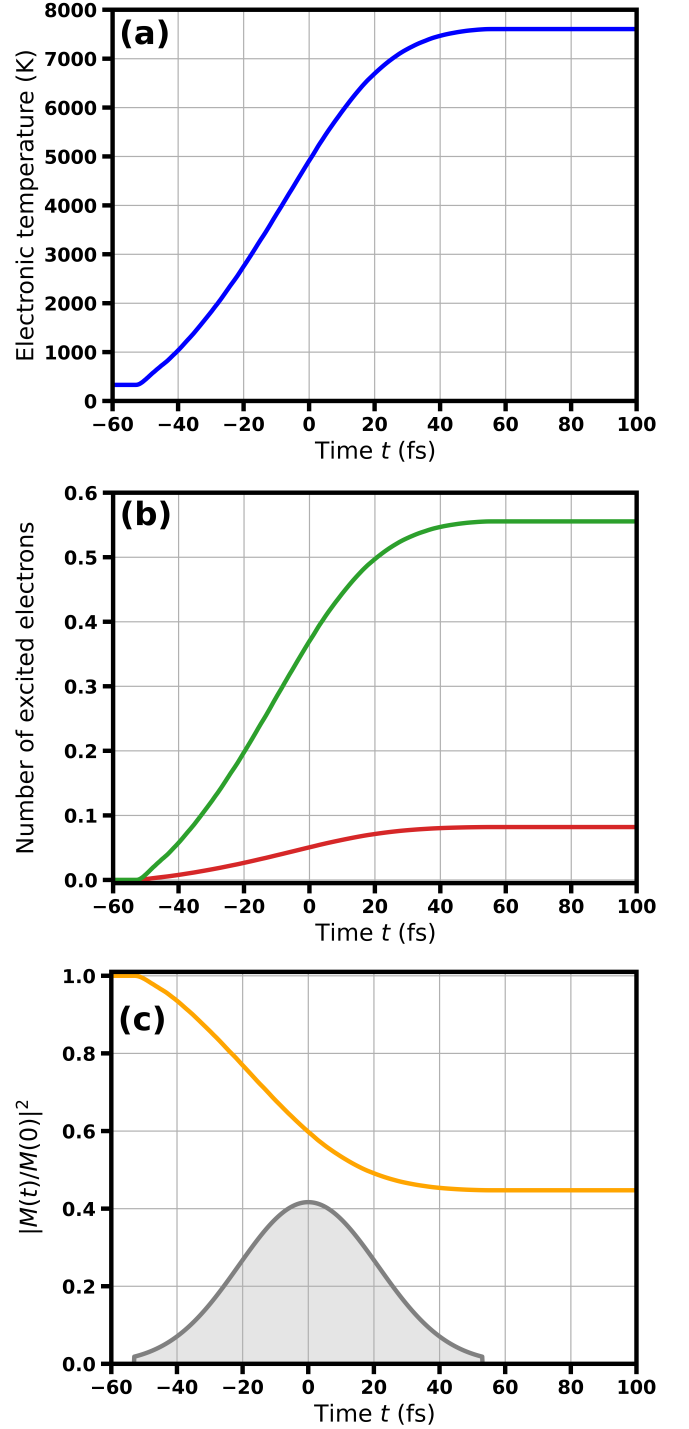 (a)
Electronic temperature (K)
8000
7000
6000
5000
4000
3000
2000
1000
0
−60 −40 −20 0 20 40 60 80 100
Time t (fs)
(b)
Number of excited electrons
0.6
0.5
0.4
0.3
0.2
0.1
0.0
−60 −40 −20 0 20 40 60 80 100
Time t (fs)
(c)
|M(t)/M(0)|²
1.0
0.8
0.6
0.4
0.2
0.0
−60 −40 −20 0 20 40 60 80 100
Time t (fs)